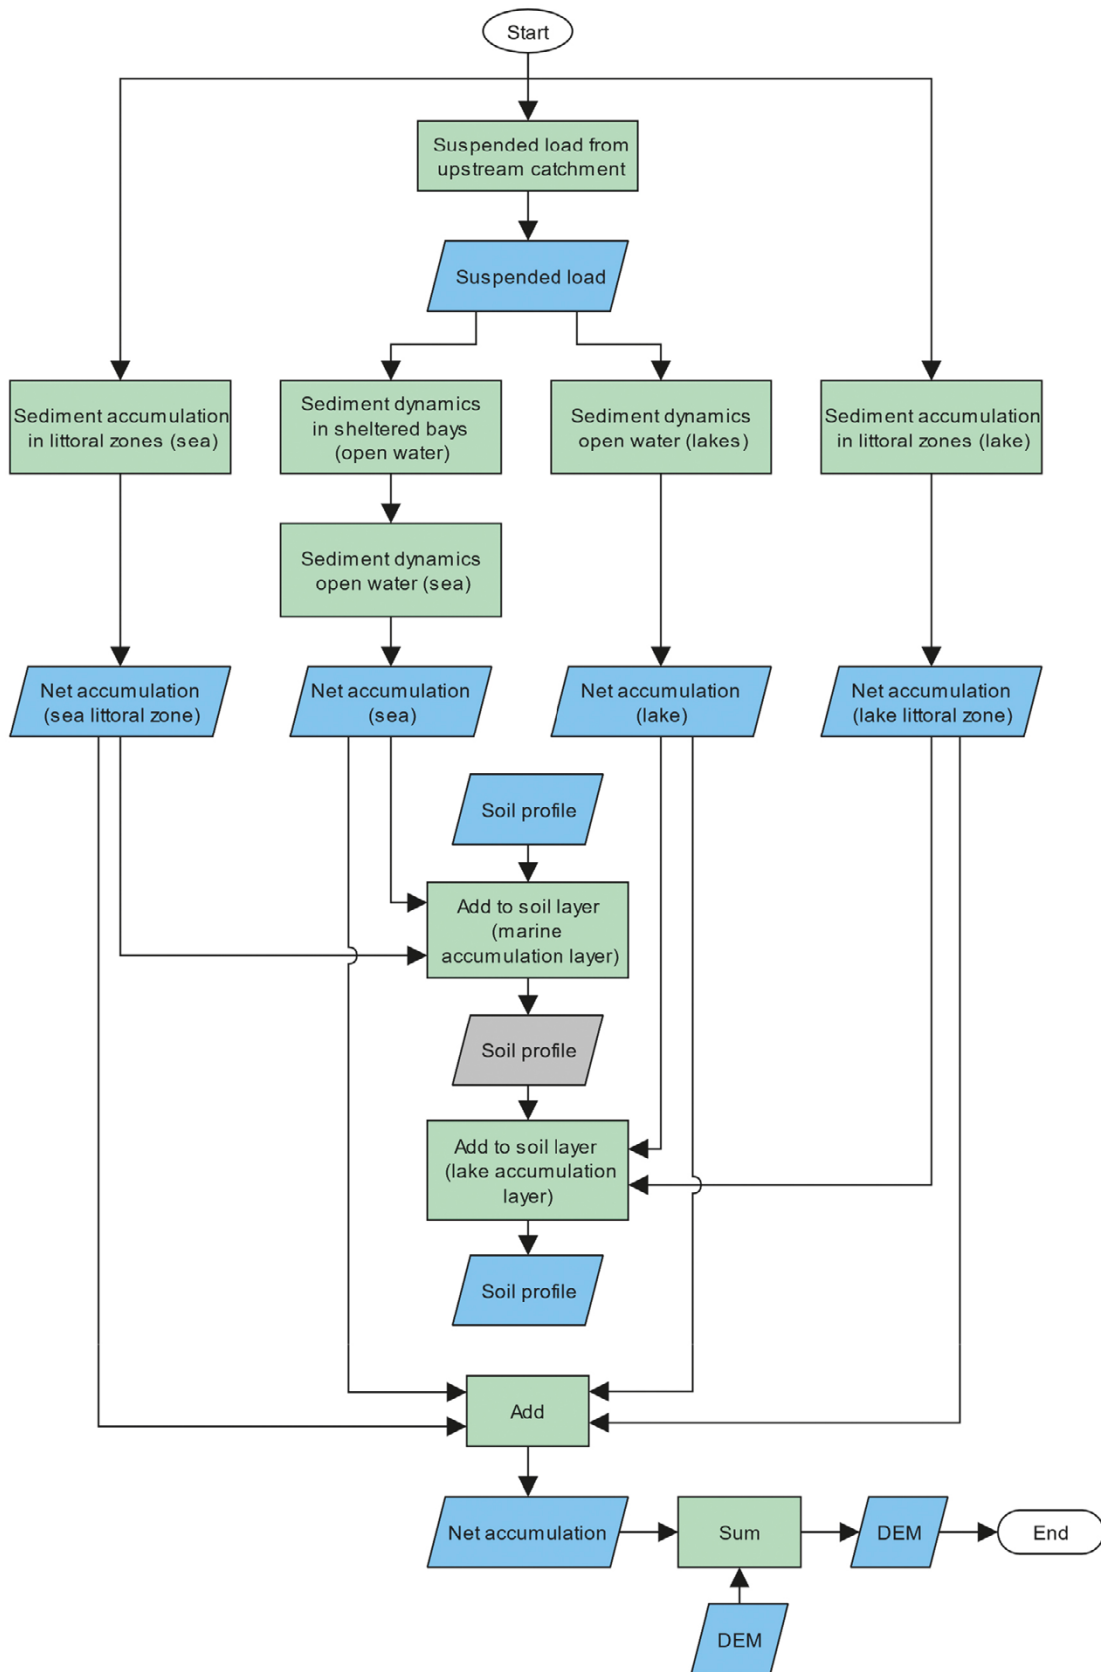 Start
Suspended load from
upstream catchment
Suspended load
Sediment accumulation
in littoral zones (sea)
Sediment dynamics
in sheltered bays
(open water)
Sediment dynamics
open water (lakes)
Sediment accumulation
in littoral zones (lake)
Sediment dynamics
open water (sea)
Net accumulation
(sea littoral zone)
Net accumulation
(sea)
Net accumulation
(lake)
Net accumulation
(lake littoral zone)
Soil profile
Add to soil layer
(marine
accumulation layer)
Soil profile
Add to soil layer
(lake accumulation
layer)
Soil profile
Add
Net accumulation
Sum
DEM
End
DEM